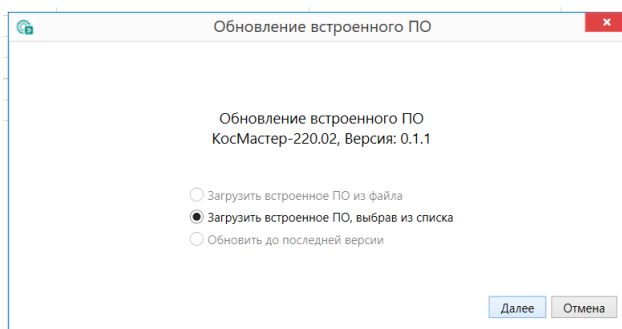 Обновление встроенного ПО
Обновление встроенного ПО
КосМастер-220.02, Версия: 0.1.1
Загрузить встроенное ПО из файла
Загрузить встроенное ПО, выбрав из списка
Обновить до последней версии
Далее Отмена